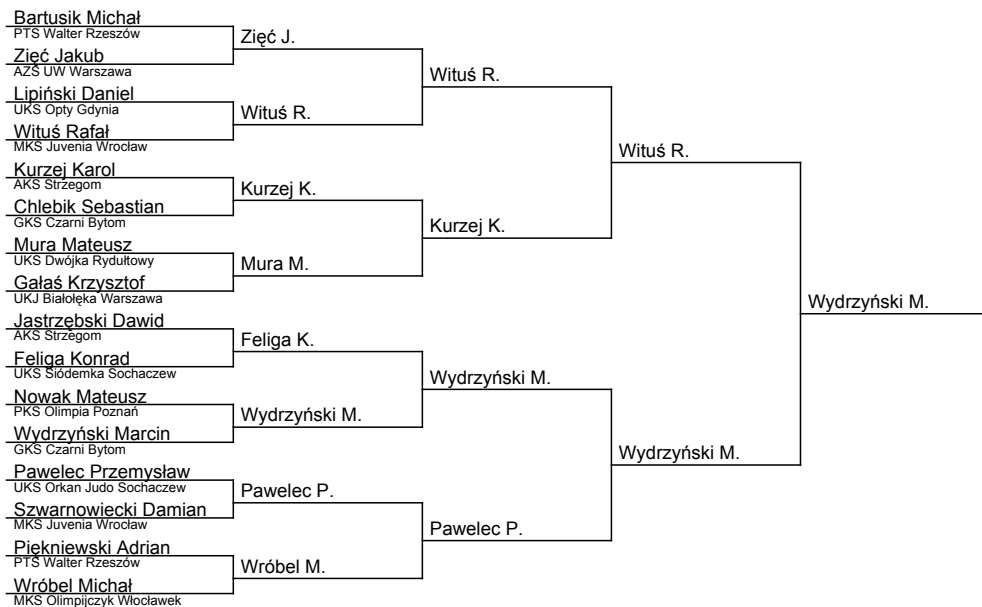 Bartusik Michał
PTS Walter Rzeszów
Zięć Jakub
AZS UW Warszawa
Lipiński Daniel
UKS Opty Gdynia
Wituś Rafał
MKS Juvenia Wrocław
Kurzej Karol
AKS Strzegom
Chlebik Sebastian
GKS Czarni Bytom
Mura Mateusz
UKS Dwójka Rydułtowy
Gałaś Krzysztof
UKJ Białołęka Warszawa
Jastrzębski Dawid
AKS Strzegom
Feliga Konrad
UKS Siódemka Sochaczew
Nowak Mateusz
PKS Olimpia Poznań
Wydrzyński Marcin
GKS Czarni Bytom
Pawelec Przemysław
UKS Orkan Judo Sochaczew
Szwarnowiecki Damian
MKS Juvenia Wrocław
Piękniewski Adrian
PTS Walter Rzeszów
Wróbel Michał
MKS Olimpijczyk Włocławek
Zięć J.
Wituś R.
Kurzej K.
Mura M.
Feliga K.
Wydrzyński M.
Pawelec P.
Wróbel M.
Wituś R.
Kurzej K.
Wydrzyński M.
Pawelec P.
Wituś R.
Wydrzyński M.
Wydrzyński M.